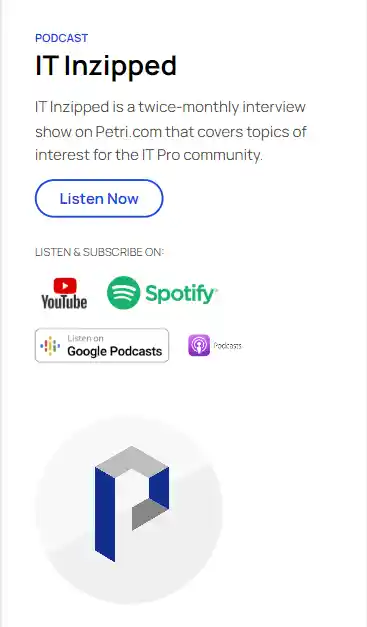 PODCAST
IT Inzipped
IT Inzipped is a twice-monthly interview
show on Petri.com that covers topics of
interest for the IT Pro community.
Listen Now
LISTEN & SUBSCRIBE ON:
YouTube
Spotify
Listen on
Google Podcasts
Podcasts